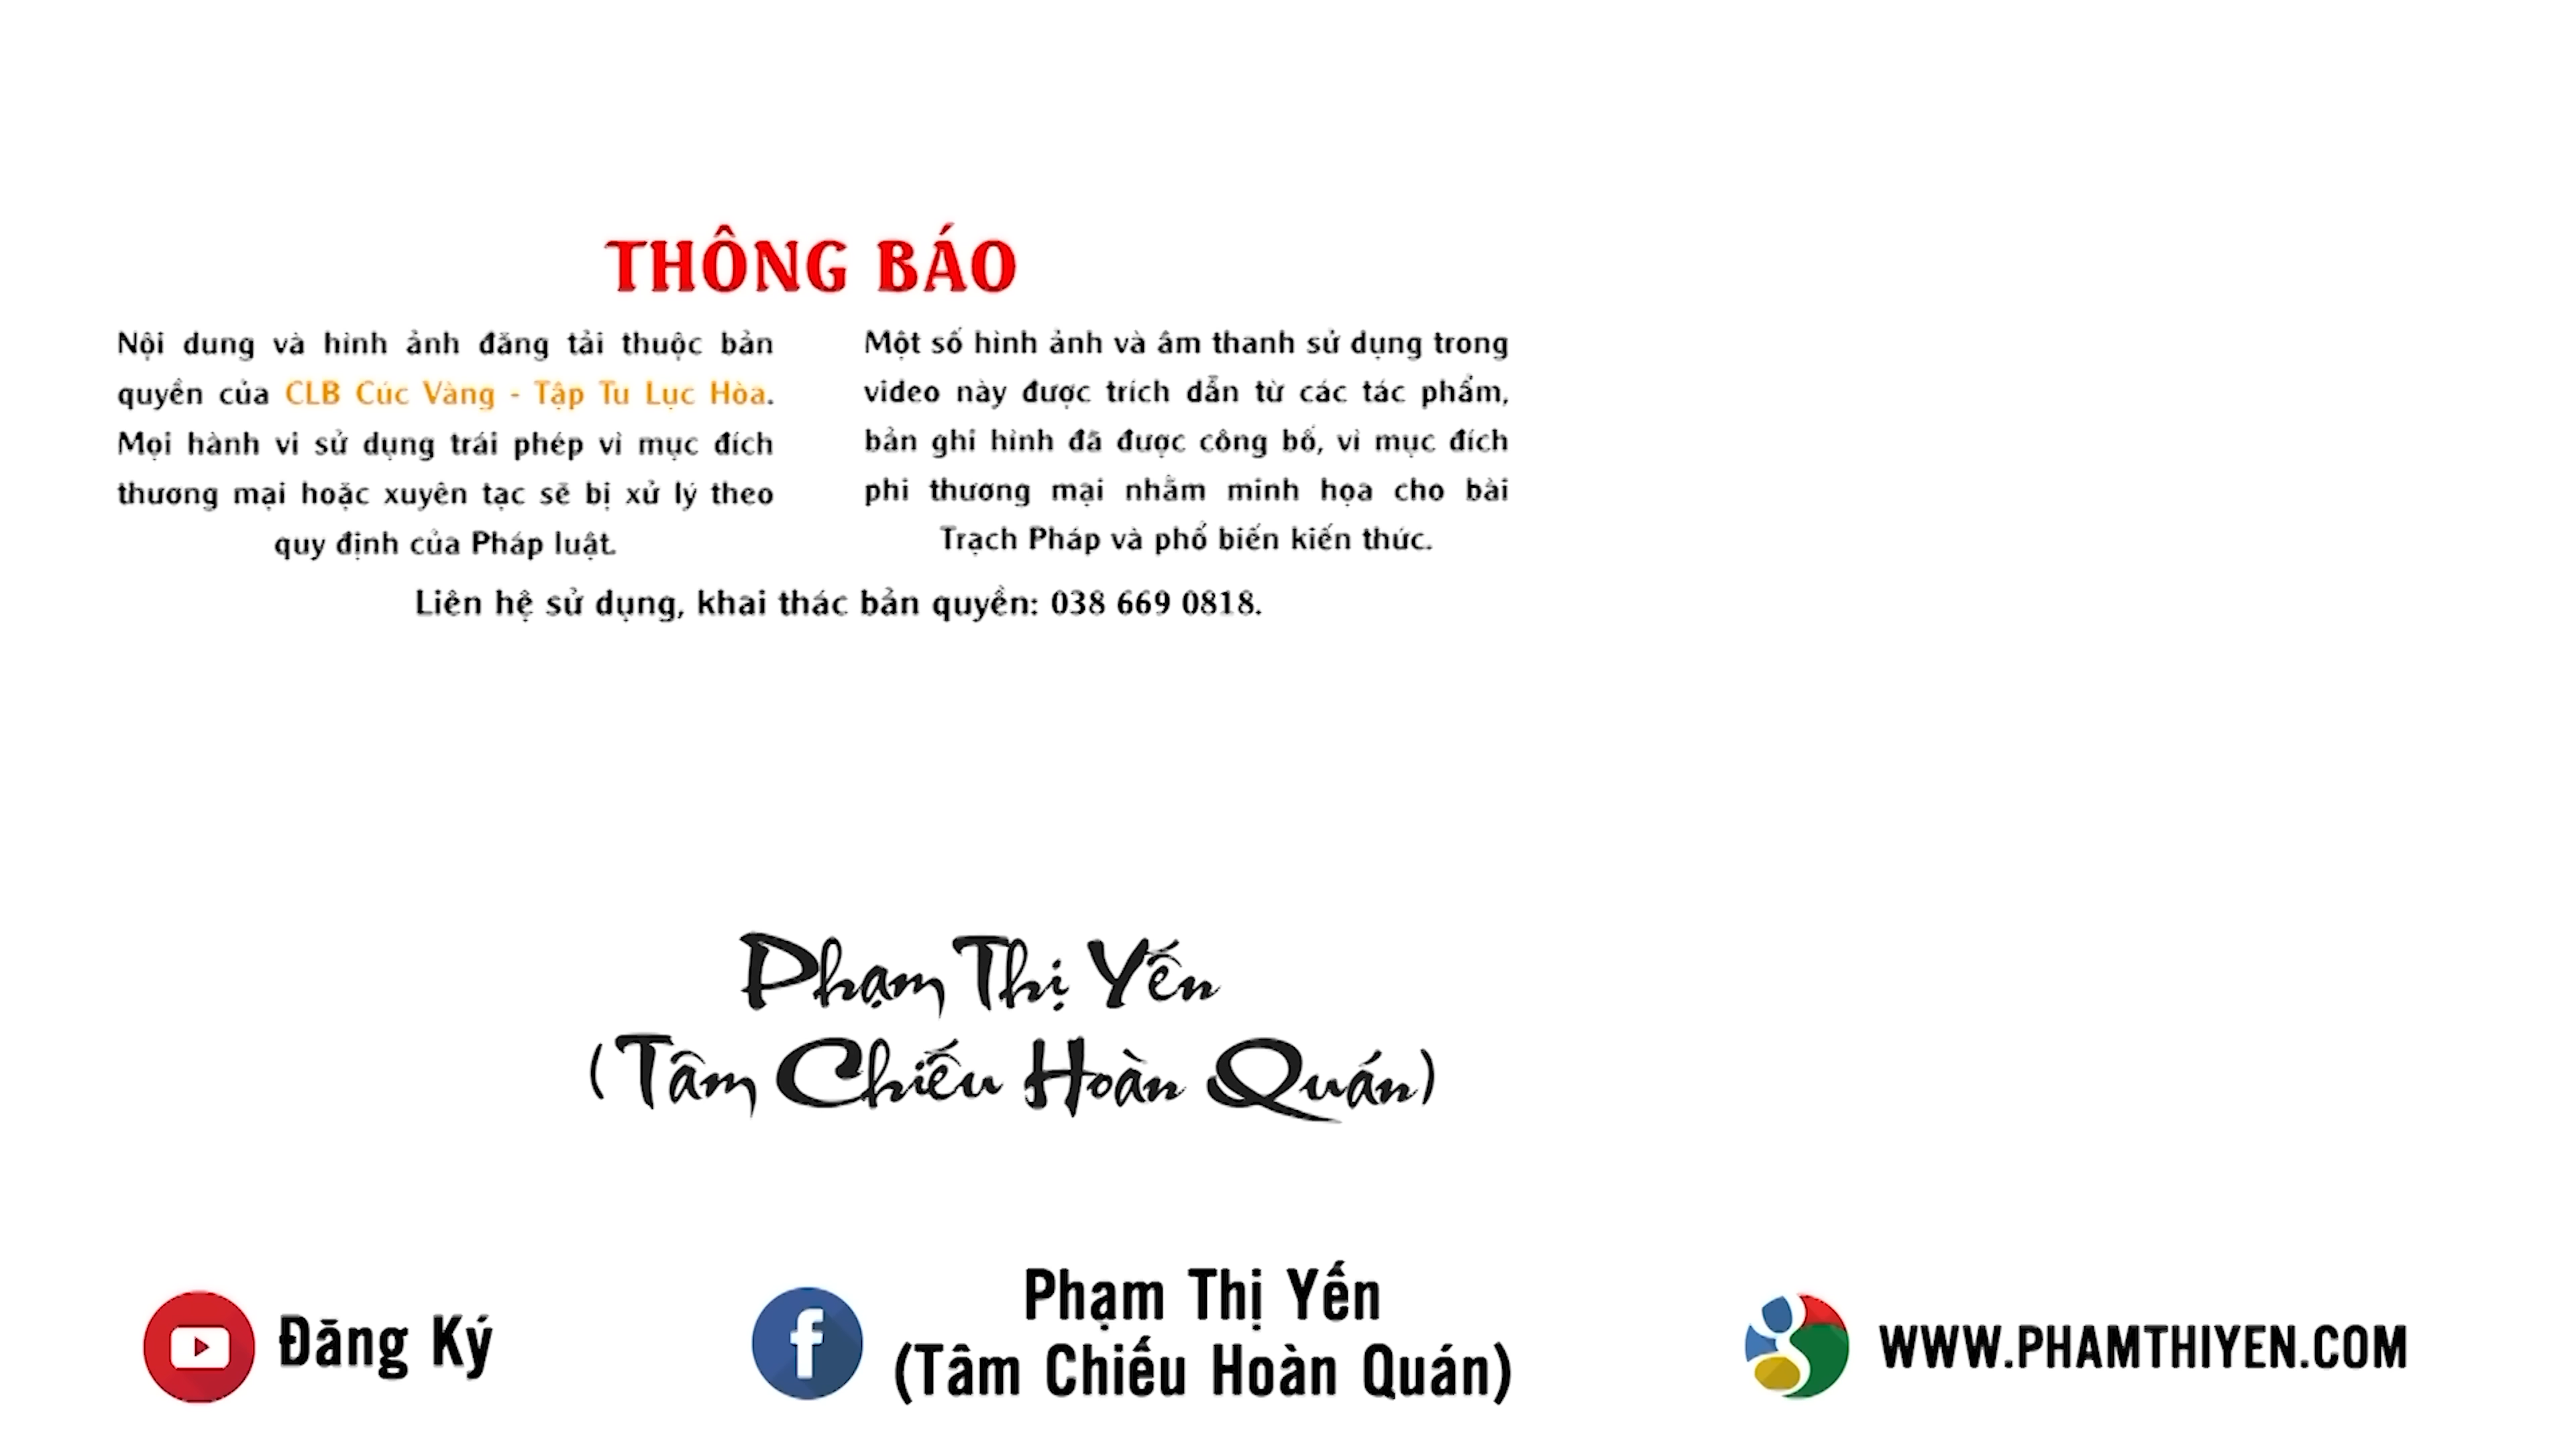 THÔNG BÁO
Nội dung và hình ảnh đăng tải thuộc bản
quyền của CLB Cúc Vàng - Tập Tu Lục Hòa.
Mọi hành vi sử dụng trái phép vì mục đích
thương mại hoặc xuyên tạc sẽ bị xử lý theo
quy định của Pháp luật.
Một số hình ảnh và âm thanh sử dụng trong
video này được trích dẫn từ các tác phẩm,
bản ghi hình đã được công bố, vì mục đích
phi thương mại nhằm minh họa cho bài
Trạch Pháp và phổ biến kiến thức.
Liên hệ sử dụng, khai thác bản quyền: 038 669 0818.
Phạm Thị Yến
(Tâm Chiếu Hoàn Quán)
Đăng Ký
Phạm Thị Yến
(Tâm Chiếu Hoàn Quán)
WWW.PHAMTHIYEN.COM